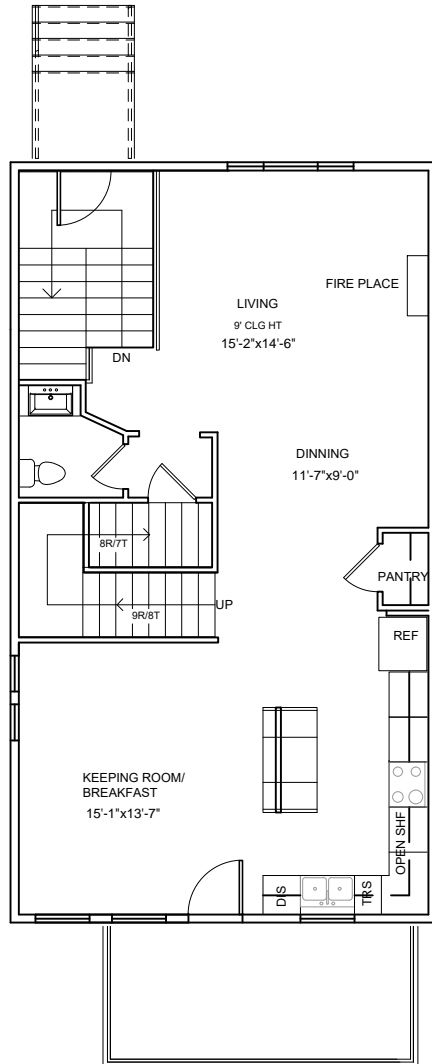 FIRE PLACE
LIVING
9' CLG HT
15'-2"x14'-6"
DN
DINNING
11'-7"x9'-0"
8R/7T
PANTRY
9R/8T
UP
REF
KEEPING ROOM/
BREAKFAST
15'-1"x13'-7"
OPEN SHF
DIS
TRS